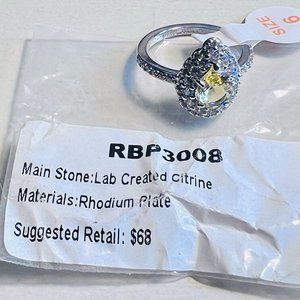 SIZE 6
RBP3008
Main Stone:Lab Created Citrine
Materials:Rhodium Plate
Suggested Retail: $68